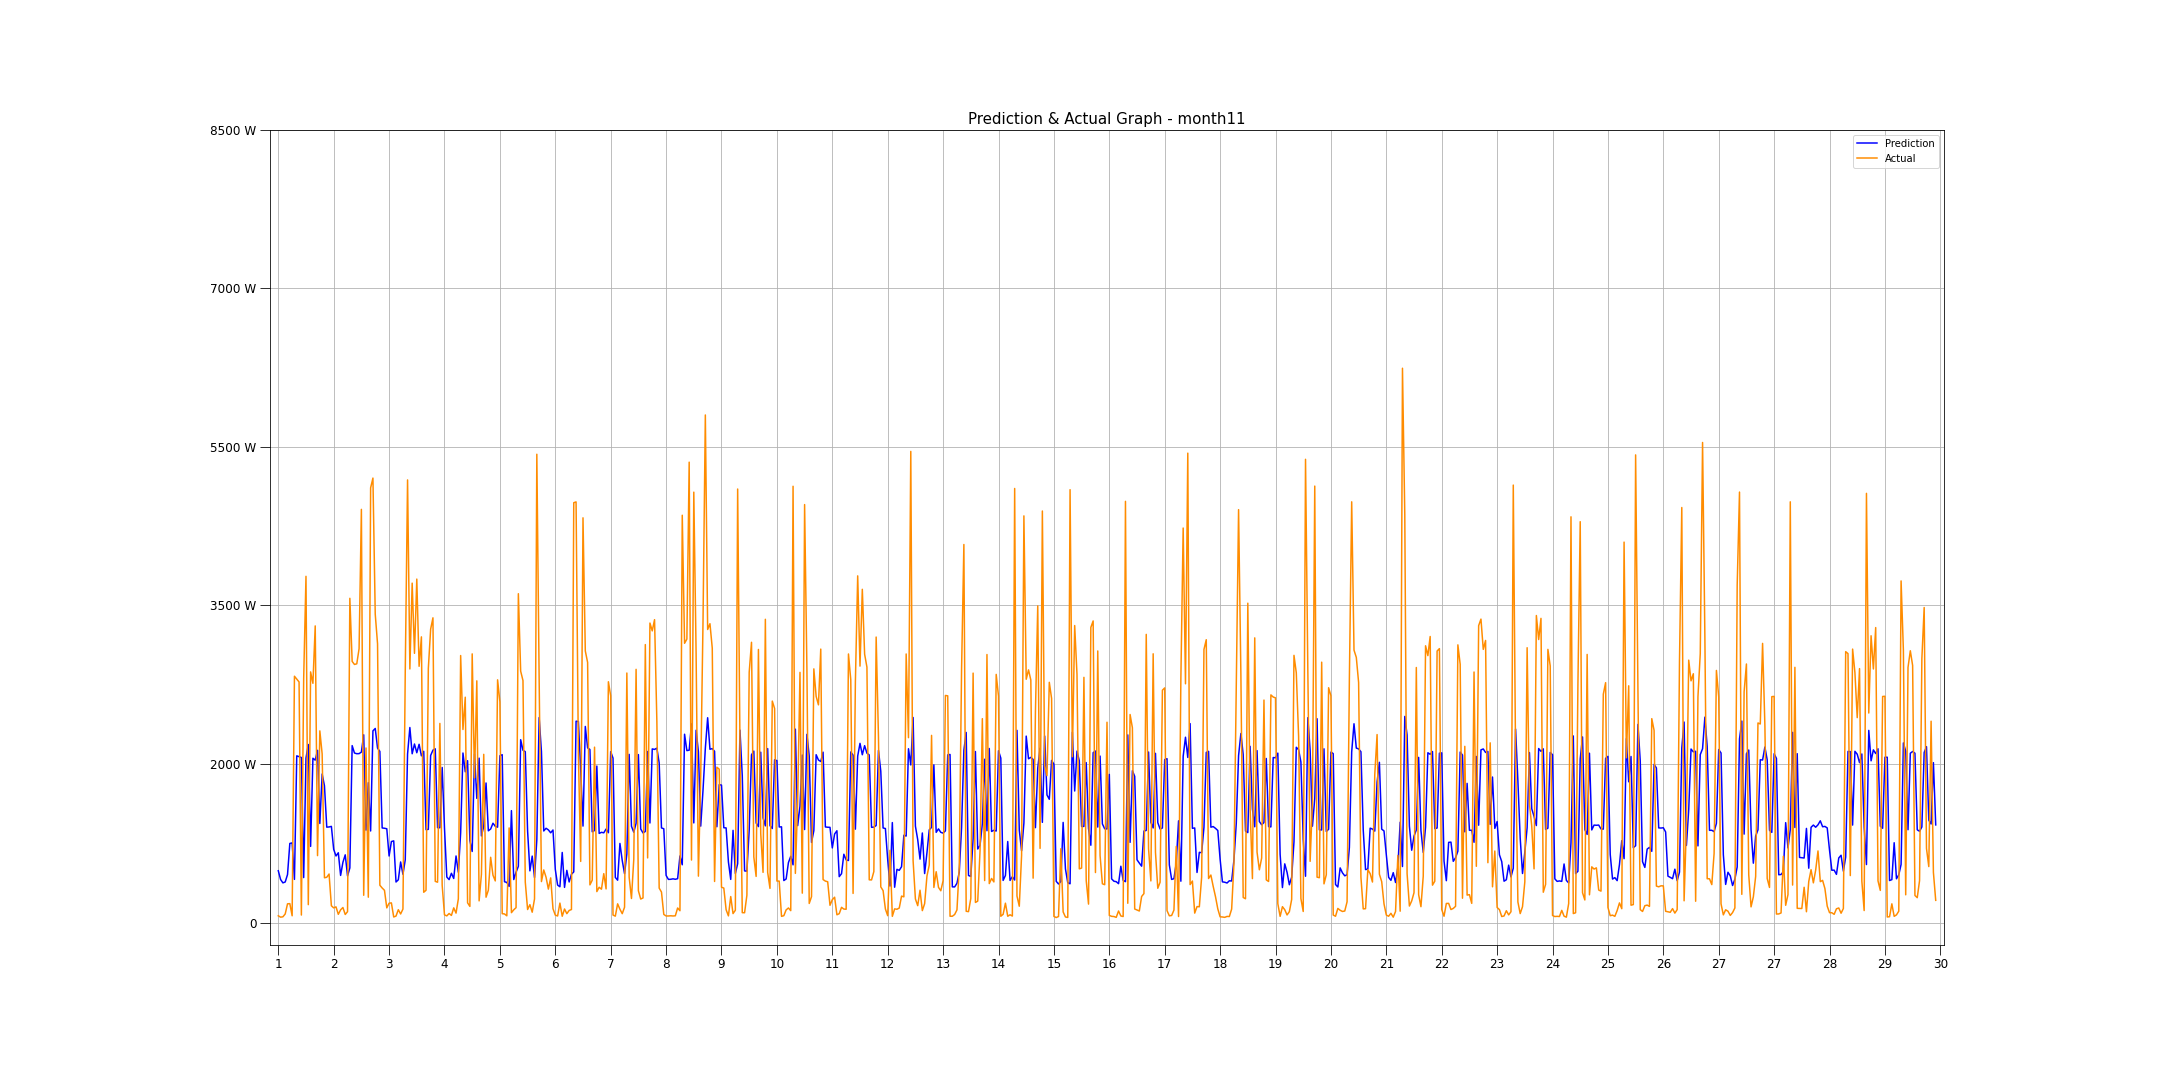 Prediction & Actual Graph - month11
8500 W
Prediction
Actual
7000 W
5500 W
3500 W
2000 W
0
1 2 3 4 5 6 7 8 9 10 11 12 13 14 15 16 17 18 19 20 21 22 23 24 25 26 27 27 28 29 30